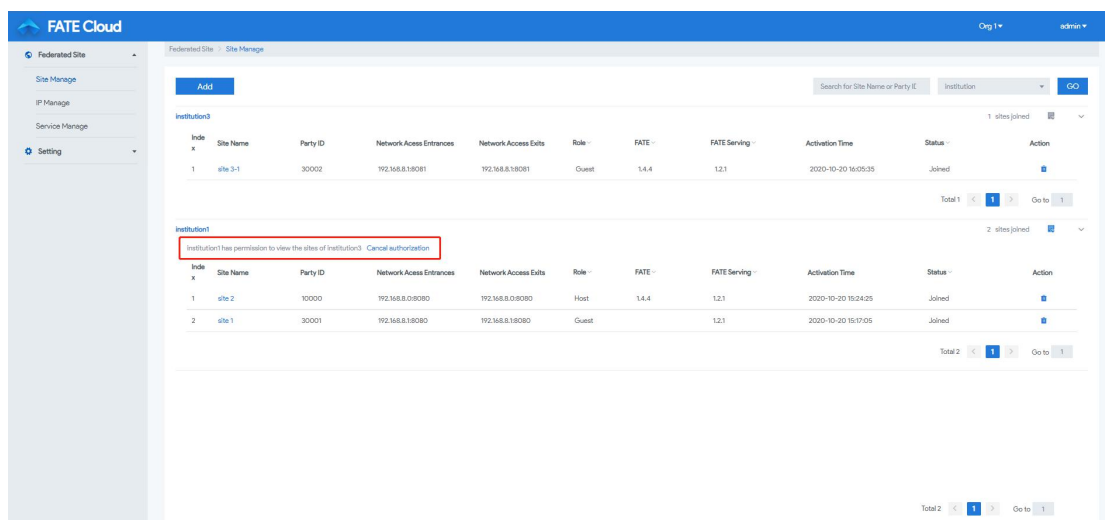 FATE Cloud
Org 1
admin
Federated Site
Site Manage
IP Manage
Service Manage
Setting
Federated Site > Site Manage
Add
Search for Site Name or Party IE
Institution
GO
institution3
1 sites joined
Index Site Name Party ID Network Acess Entrances Network Access Exits Role FATE FATE Serving Activation Time Status Action
1 site 3-1 30002 192.168.8.1:8081 192.168.8.1:8081 Guest 1.4.4 1.2.1 2020-10-20 16:05:35 Joined
Total 1 < 1 > Go to 1
institution1
2 sites joined
Institution1 has permission to view the sites of institution3 Cancal authorization
Index Site Name Party ID Network Acess Entrances Network Access Exits Role FATE FATE Serving Activation Time Status Action
1 site 2 10000 192.168.8.0:8080 192.168.8.0:8080 Host 1.4.4 1.2.1 2020-10-20 15:24:25 Joined
2 site 1 30001 192.168.8.1:8080 192.168.8.1:8080 Guest 1.2.1 2020-10-20 15:17:05 Joined
Total 2 < 1 > Go to 1
Total 2 < 1 > Go to 1